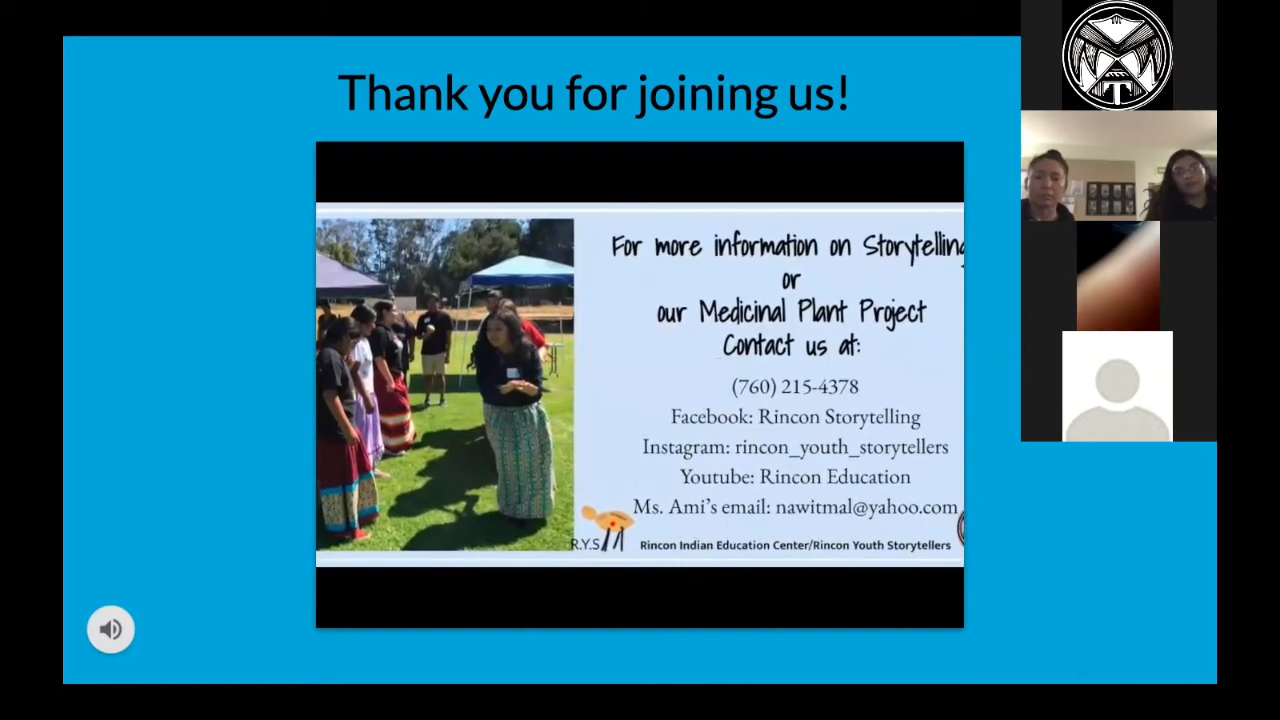 Thank you for joining us!
For more information on Storytelling
or
our Medicinal Plant Project
Contact us at:
(760) 215-4378
Facebook: Rincon Storytelling
Instagram: rincon_youth_storytellers
Youtube: Rincon Education
Ms. Ami's email: nawitmal@yahoo.com
R.Y.S
Rincon Indian Education Center/Rincon Youth Storytellers